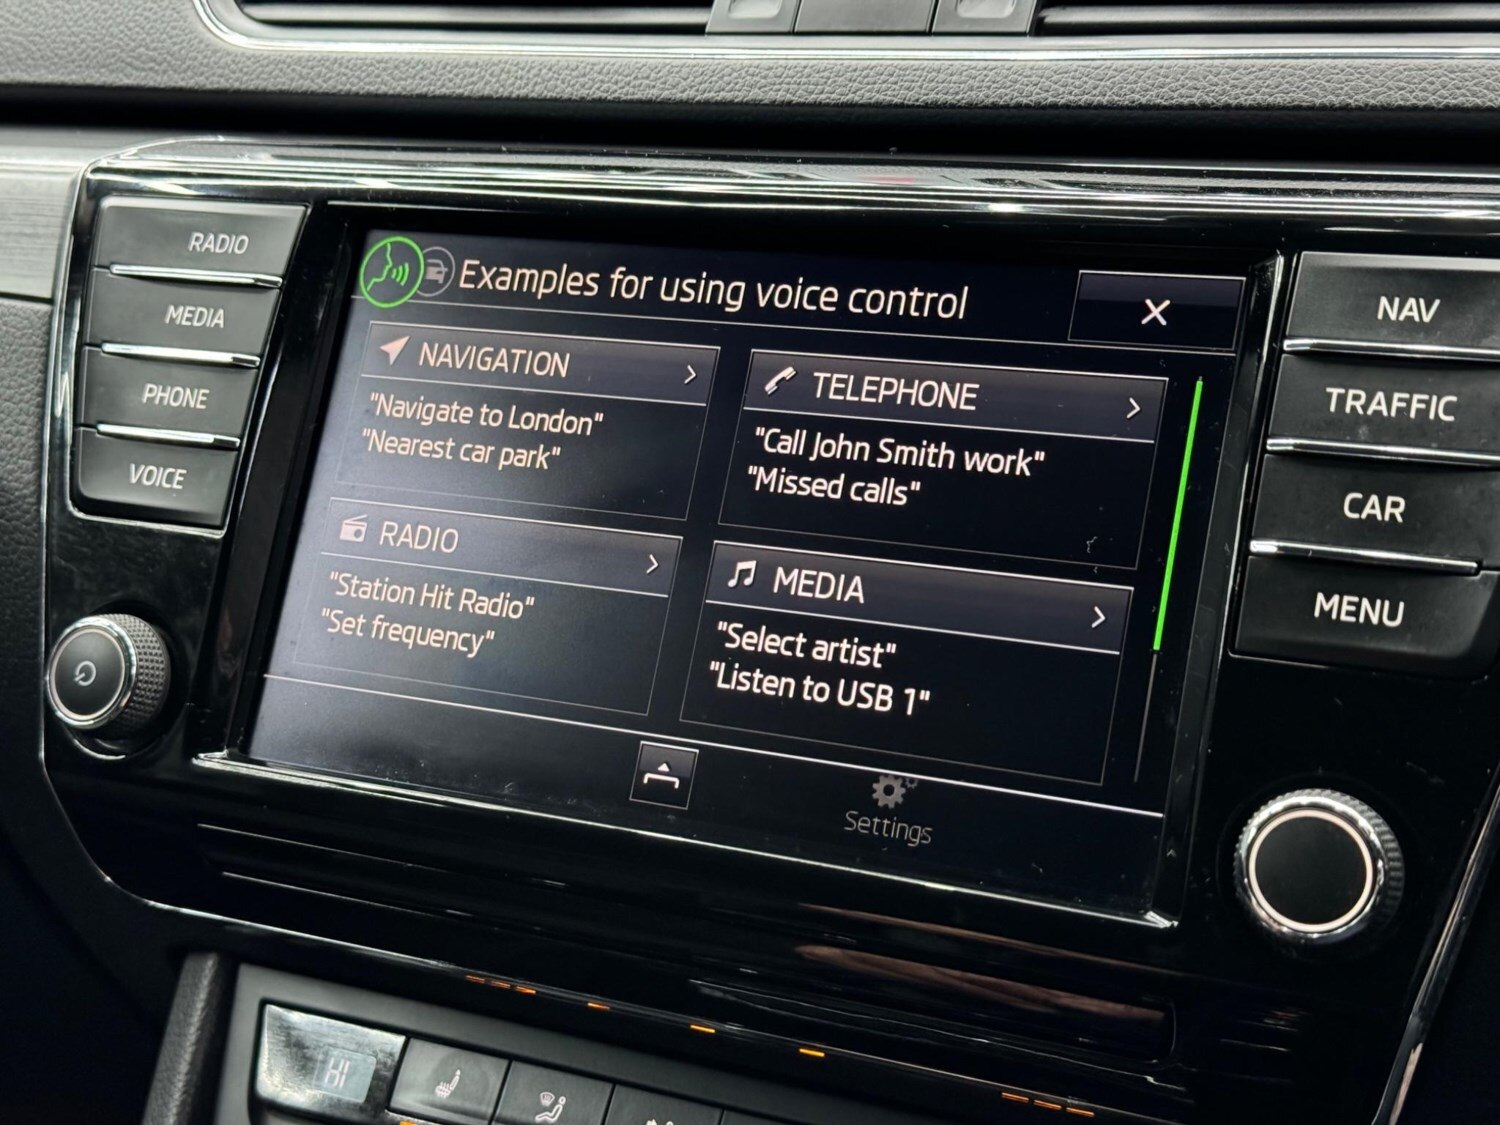 RADIO
MEDIA
PHONE
VOICE
Examples for using voice control
NAVIGATION
"Navigate to London"
"Nearest car park"
TELEPHONE
"Call John Smith work"
"Missed calls"
RADIO
"Station Hit Radio"
"Set frequency"
MEDIA
"Select artist"
"Listen to USB 1"
Settings
NAV
TRAFFIC
CAR
MENU
HI